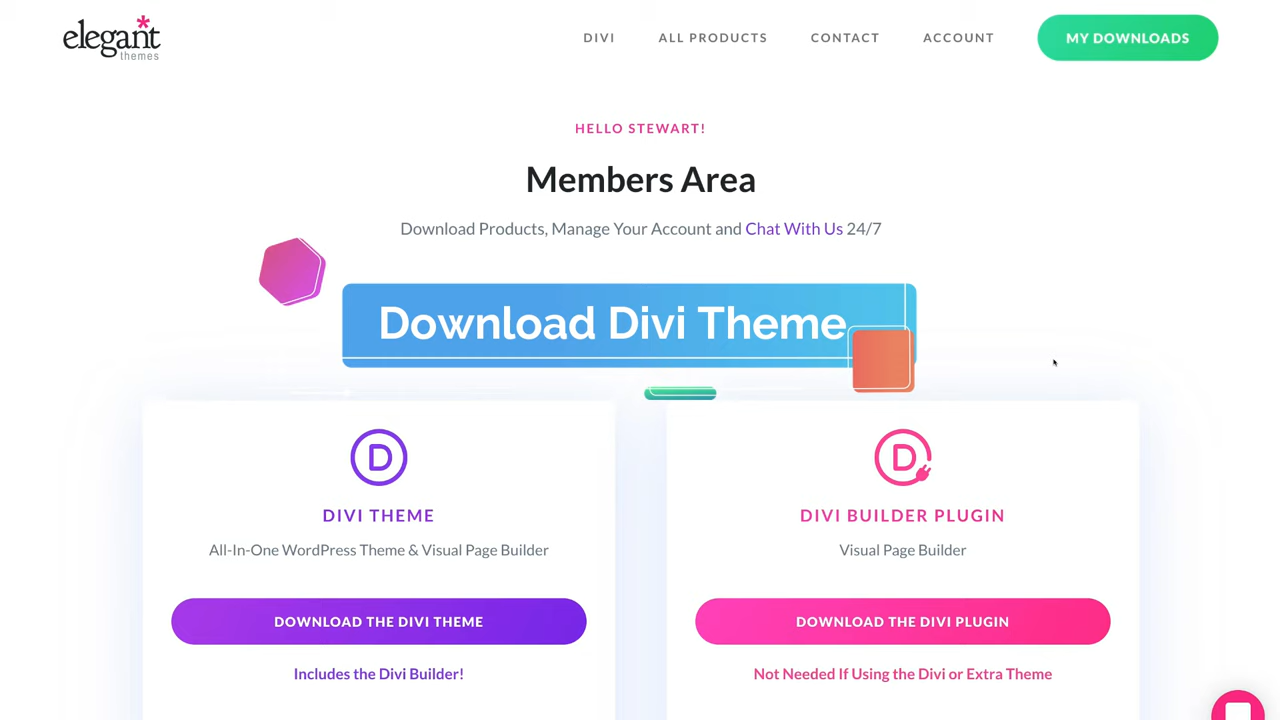 elegant
themes
DIVI
ALL PRODUCTS
CONTACT
ACCOUNT
MY DOWNLOADS
HELLO STEWART!
Members Area
Download Products, Manage Your Account and Chat With Us 24/7
Download Divi Theme
D
DIVI THEME
All-In-One WordPress Theme & Visual Page Builder
DOWNLOAD THE DIVI THEME
Includes the Divi Builder!
D
DIVI BUILDER PLUGIN
Visual Page Builder
DOWNLOAD THE DIVI PLUGIN
Not Needed If Using the Divi or Extra Theme